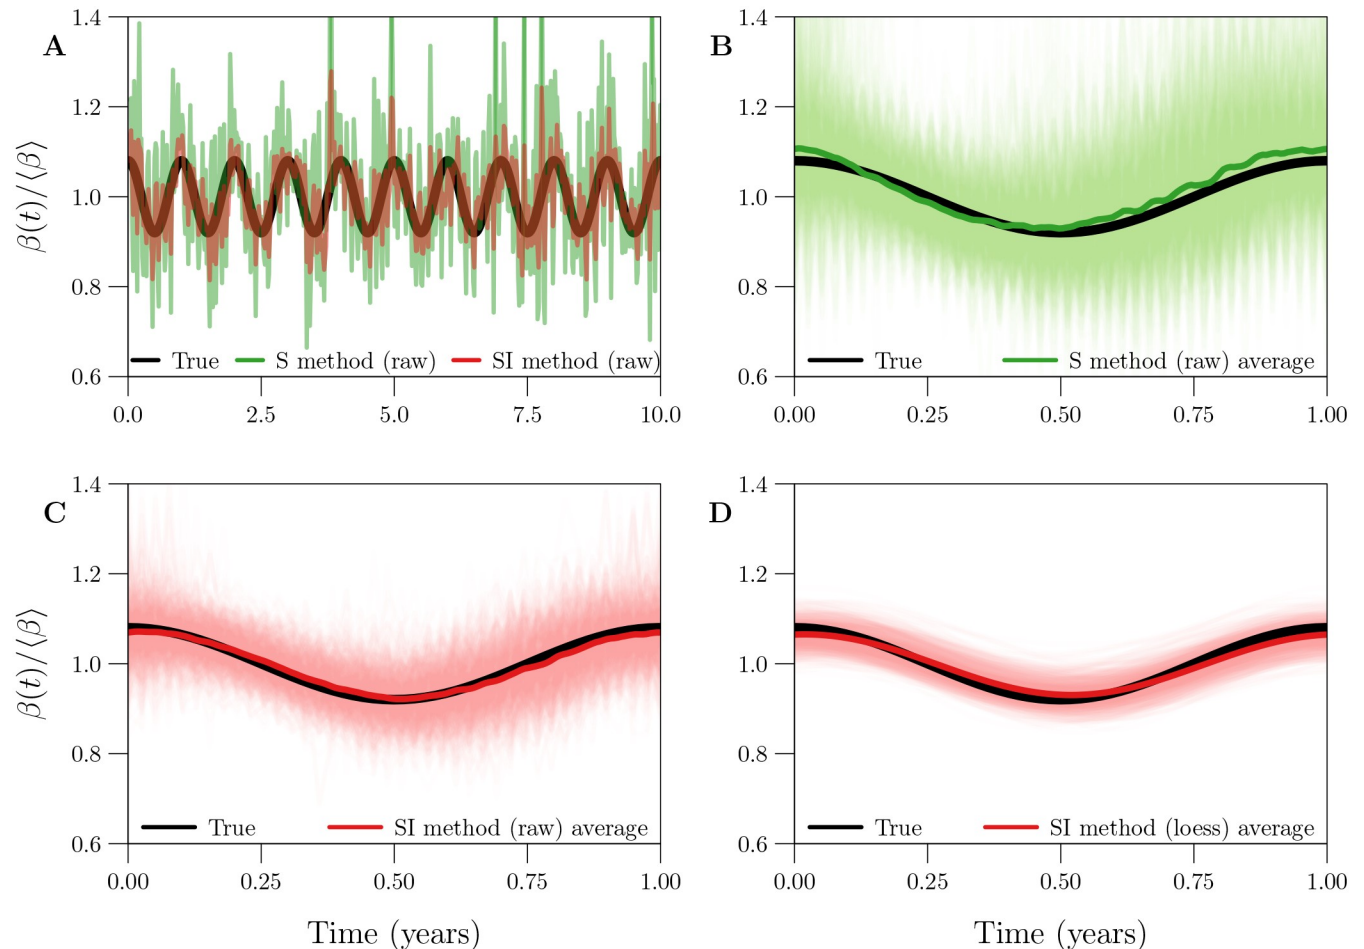 A
β(t)/⟨β⟩
1.4
1.2
1.0
0.8
0.6
True S method (raw) SI method (raw)
0.0 2.5 5.0 7.5 10.0
B
1.4
1.2
1.0
0.8
0.6
True S method (raw) average
0.00 0.25 0.50 0.75 1.00
C
β(t)/⟨β⟩
1.4
1.2
1.0
0.8
0.6
True SI method (raw) average
0.00 0.25 0.50 0.75 1.00
Time (years)
D
1.4
1.2
1.0
0.8
0.6
True SI method (loess) average
0.00 0.25 0.50 0.75 1.00
Time (years)